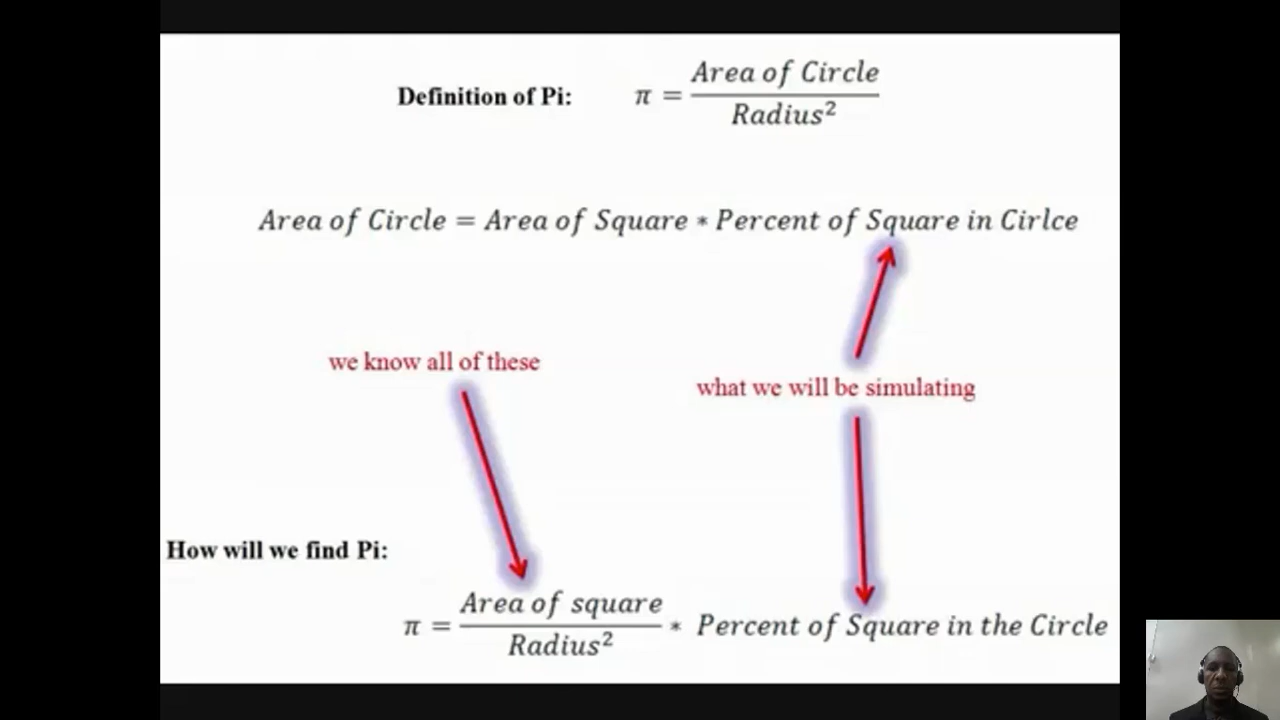 Definition of Pi: π = Area of Circle / Radius²
Area of Circle = Area of Square * Percent of Square in Cirlce
we know all of these
what we will be simulating
How will we find Pi:
π = Area of square / Radius² * Percent of Square in the Circle